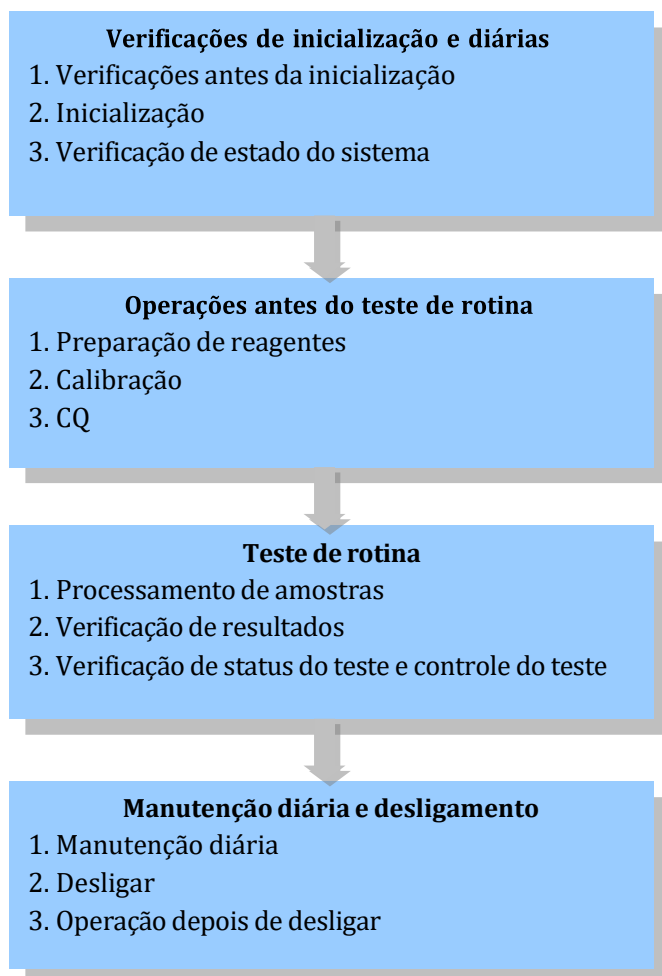 Verificações de inicialização e diárias
1. Verificações antes da inicialização
2. Inicialização
3. Verificação de estado do sistema
Operações antes do teste de rotina
1. Preparação de reagentes
2. Calibração
3. CQ
Teste de rotina
1. Processamento de amostras
2. Verificação de resultados
3. Verificação de status do teste e controle do teste
Manutenção diária e desligamento
1. Manutenção diária
2. Desligar
3. Operação depois de desligar